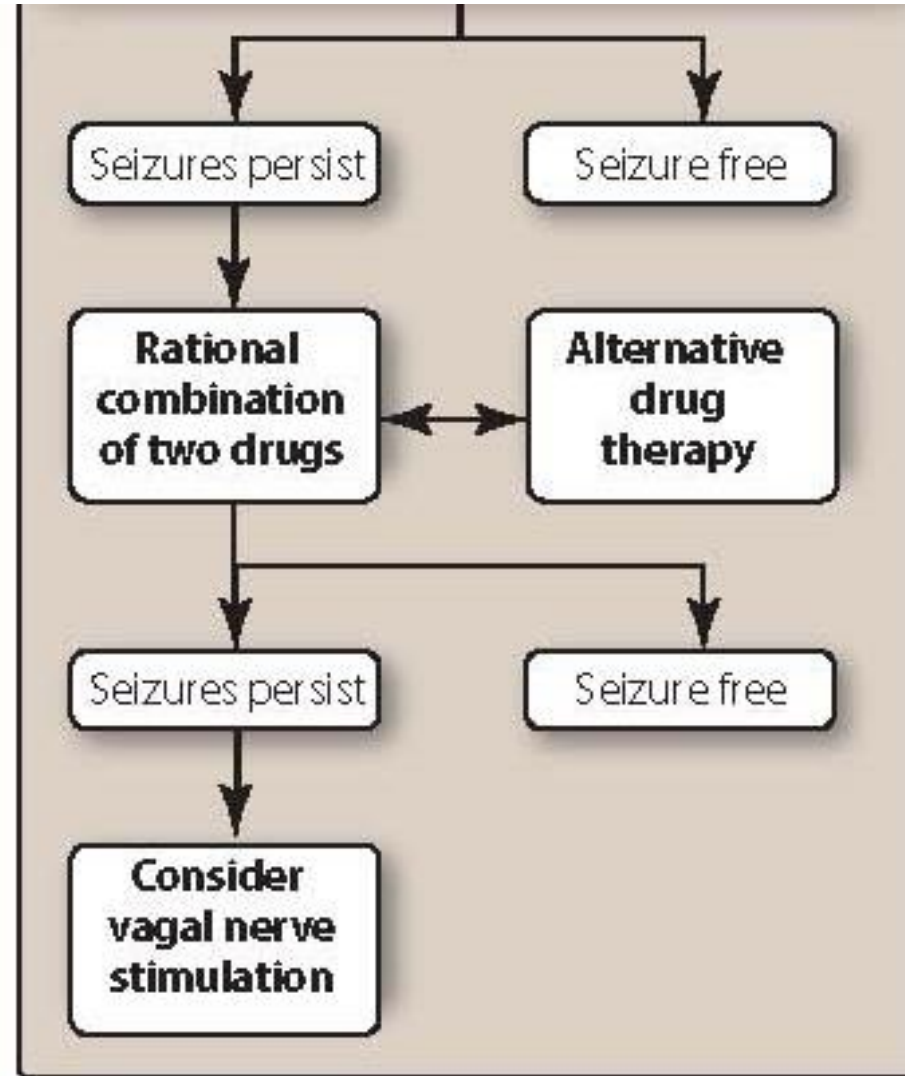 Seizures persist
Seizure free
Rational
combination
of two drugs
Alternative
drug
therapy
Seizures persist
Seizure free
Consider
vagal nerve
stimulation